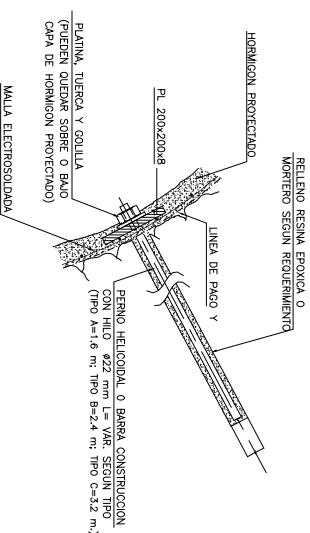 RELLENO RESINA EPOXICA O
MORTERO SEGUN REQUERIMIENTO
HORMIGON PROYECTADO
LINEA DE PAGO Y
PL 200x200x8
PERNO HELICOIDAL O BARRA CONSTRUCCION
CON HILO ø22 mm L= VAR. SEGUN TIPO
(TIPO A=1.6 m; TIPO B=2.4 m; TIPO C=3.2 m.)
PLATINA, TUERCA Y GOLILLA
(PUEDEN QUEDAR SOBRE O BAJO
CAPA DE HORMIGON PROYECTADO)
MALLA ELECTROSOLDADA